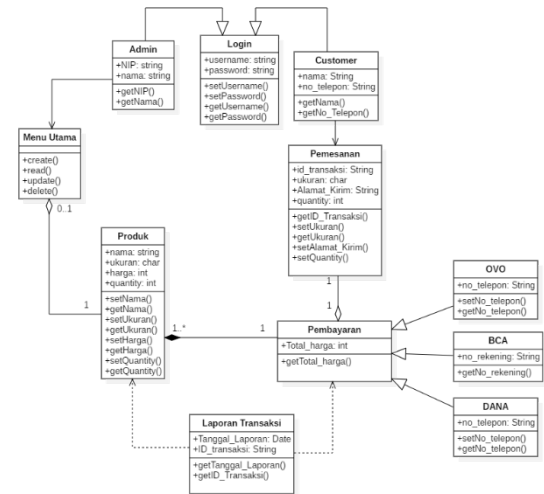 Admin
+NIP: string
+nama: string
+getNIP()
+getNama()
Login
+username: string
+password: string
+setUsername()
+setPassword()
+getUsername()
+getPassword()
Customer
+nama: String
+no_telepon: String
+getNama()
+getNo_Telepon()
Menu Utama
+create()
+read()
+update()
+delete()
0..1
1
Pemesanan
+id_transaksi: String
+ukuran: char
+Alamat_Kirim: String
+quantity: int
+getID_Transaksi()
+setUkuran()
+getUkuran()
+setAlamat_Kirim()
+setQuantity()
1
1
Produk
+nama: string
+ukuran: char
+harga: int
+quantity: int
+setNama()
+getNama()
+setUkuran()
+getUkuran()
+setHarga()
+getHarga()
+setQuantity()
+getQuantity()
1..*
1
Pembayaran
+Total_harga: int
+getTotal_harga()
OVO
+no_telepon: String
+setNo_telepon()
+getNo_telepon()
BCA
+no_rekening: String
+getNo_rekening()
DANA
+no_telepon: String
+setNo_telepon()
+getNo_telepon()
Laporan Transaksi
+Tanggal_Laporan: Date
+ID_transaksi: String
+getTanggal_Laporan()
+getID_Transaksi()